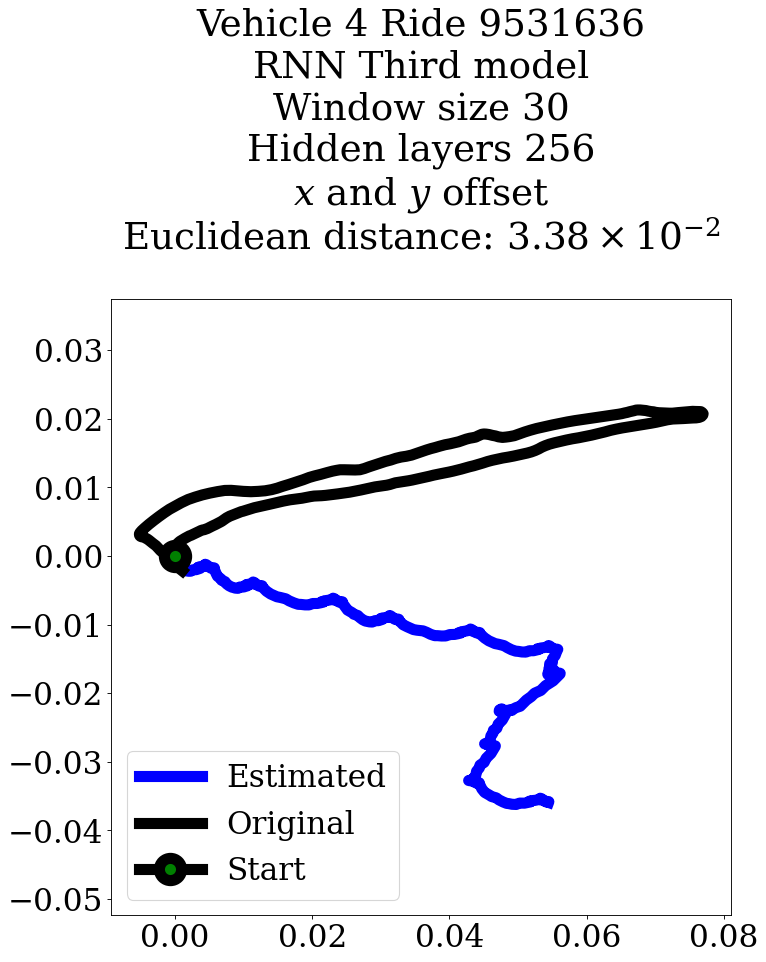 Vehicle 4 Ride 9531636
RNN Third model
Window size 30
Hidden layers 256
x and y offset
Euclidean distance: 3.38 × 10⁻²
0.03
0.02
0.01
0.00
−0.01
−0.02
−0.03
−0.04
−0.05
Estimated
Original
Start
0.00 0.02 0.04 0.06 0.08